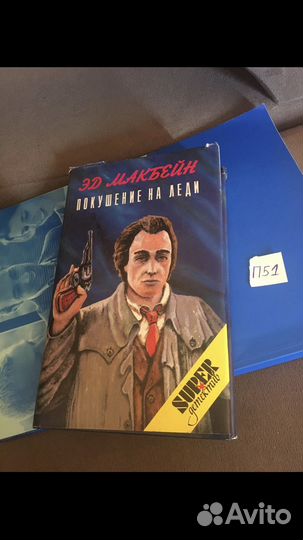 ЭД МАКБЕЙН
ПОКУШЕНИЕ НА ЛЕДИ
П51
SUPER
детектив
Avito